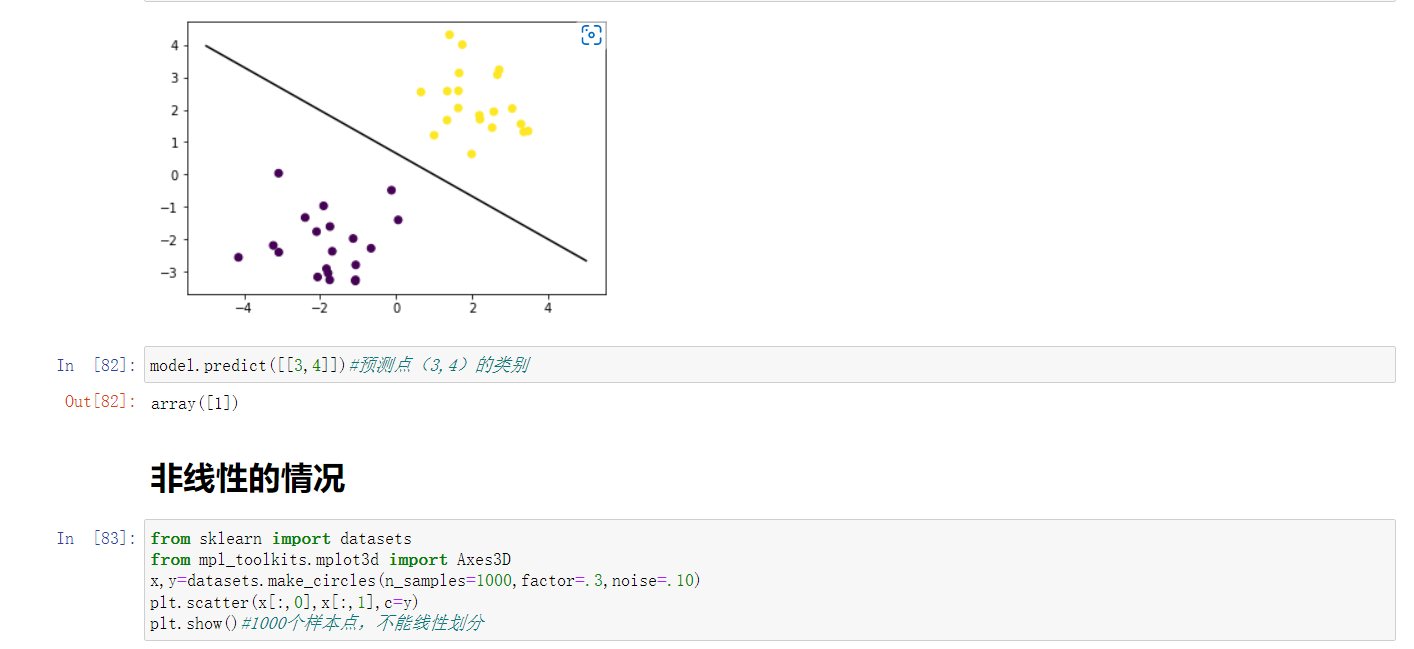 4
3
2
1
0
−1
−2
−3
−4 −2 0 2 4
In [82]: model.predict([[3,4]])#预测点（3,4）的类别
Out[82]: array([1])
非线性的情况
In [83]: from sklearn import datasets
from mpl_toolkits.mplot3d import Axes3D
x,y=datasets.make_circles(n_samples=1000,factor=.3,noise=.10)
plt.scatter(x[:,0],x[:,1],c=y)
plt.show()#1000个样本点，不能线性划分